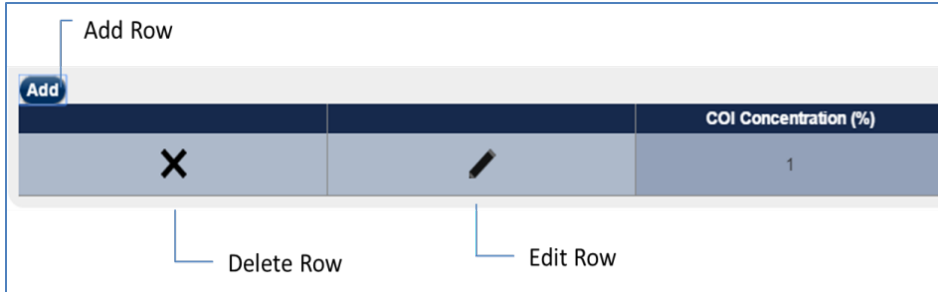 Add Row
Add
COI Concentration (%)
1
Delete Row
Edit Row